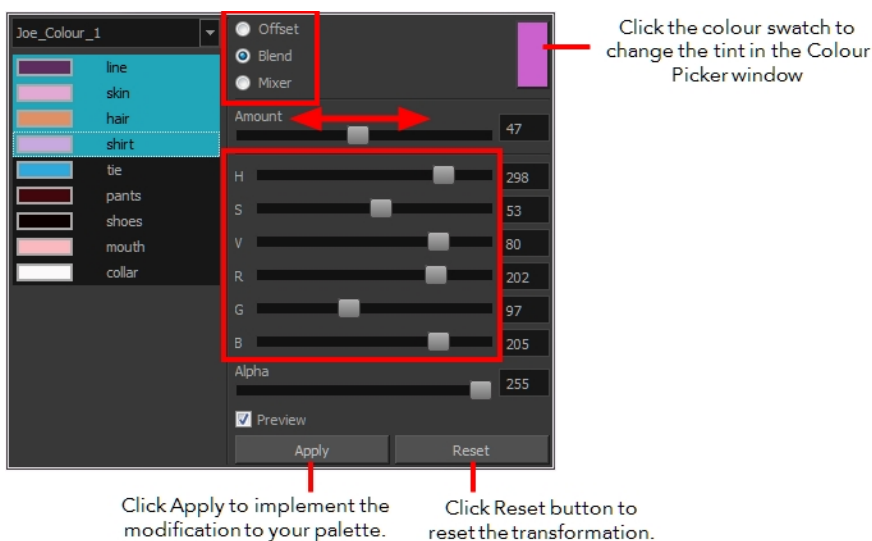 Joe_Colour_1
line
skin
hair
shirt
tie
pants
shoes
mouth
collar
Offset
Blend
Mixer
Amount
47
H 298
S 53
V 80
R 202
G 97
B 205
Alpha
255
Preview
Apply Reset
Click the colour swatch to
change the tint in the Colour
Picker window
Click Apply to implement the
modification to your palette.
Click Reset button to
reset the transformation.